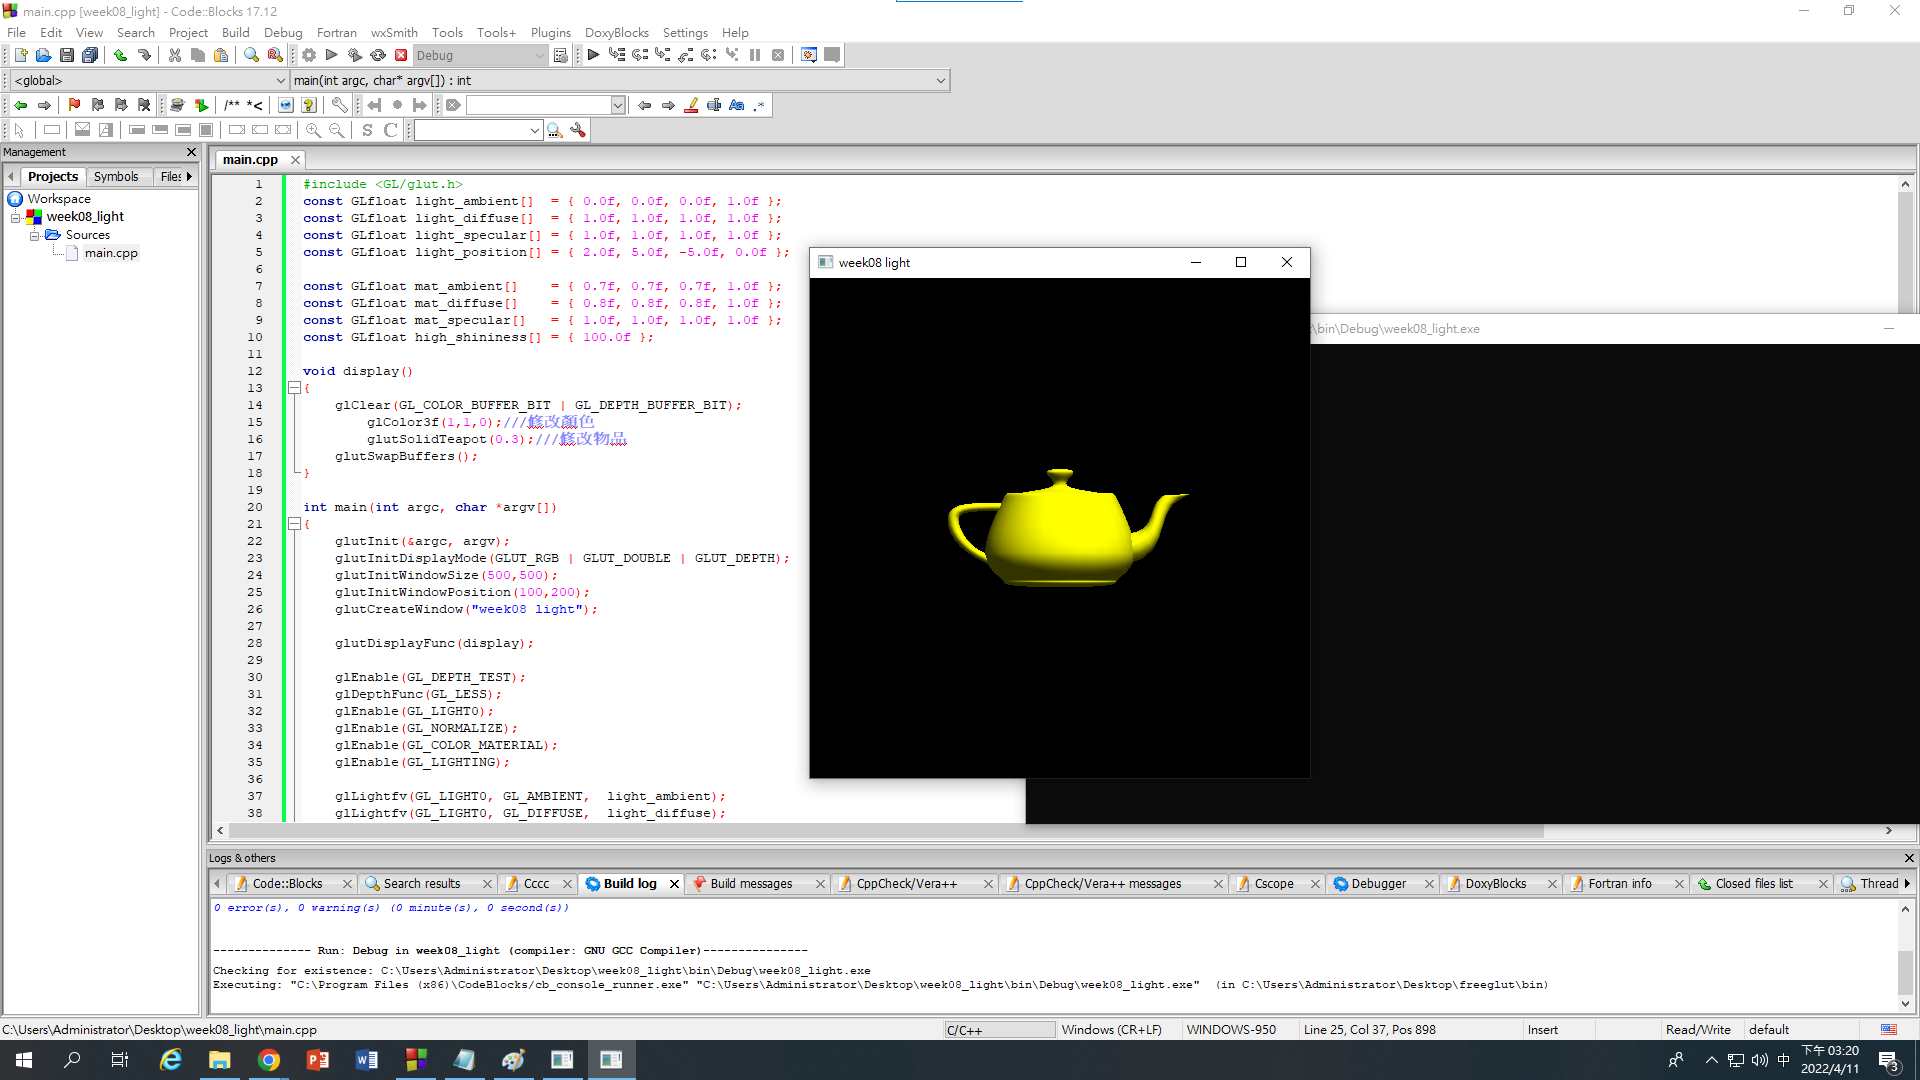 main.cpp [week08_light] - Code::Blocks 17.12
File Edit View Search Project Build Debug Fortran wxSmith Tools Tools+ Plugins DoxyBlocks Settings Help
Debug
<global> main(int argc, char* argv[]) : int
/** *<
S C
Management
Projects Symbols Files
Workspace
week08_light
Sources
main.cpp
main.cpp
1 #include <GL/glut.h>
2 const GLfloat light_ambient[]  = { 0.0f, 0.0f, 0.0f, 1.0f };
3 const GLfloat light_diffuse[]  = { 1.0f, 1.0f, 1.0f, 1.0f };
4 const GLfloat light_specular[] = { 1.0f, 1.0f, 1.0f, 1.0f };
5 const GLfloat light_position[] = { 2.0f, 5.0f, -5.0f, 0.0f };
6
7 const GLfloat mat_ambient[]    = { 0.7f, 0.7f, 0.7f, 1.0f };
8 const GLfloat mat_diffuse[]    = { 0.8f, 0.8f, 0.8f, 1.0f };
9 const GLfloat mat_specular[]   = { 1.0f, 1.0f, 1.0f, 1.0f };
10 const GLfloat high_shininess[] = { 100.0f };
11
12 void display()
13 {
14     glClear(GL_COLOR_BUFFER_BIT | GL_DEPTH_BUFFER_BIT);
15         glColor3f(1,1,0);///修改顏色
16         glutSolidTeapot(0.3);///修改物品
17     glutSwapBuffers();
18 }
19
20 int main(int argc, char *argv[])
21 {
22     glutInit(&argc, argv);
23     glutInitDisplayMode(GLUT_RGB | GLUT_DOUBLE | GLUT_DEPTH);
24     glutInitWindowSize(500,500);
25     glutInitWindowPosition(100,200);
26     glutCreateWindow("week08 light");
27
28     glutDisplayFunc(display);
29
30     glEnable(GL_DEPTH_TEST);
31     glDepthFunc(GL_LESS);
32     glEnable(GL_LIGHT0);
33     glEnable(GL_NORMALIZE);
34     glEnable(GL_COLOR_MATERIAL);
35     glEnable(GL_LIGHTING);
36
37     glLightfv(GL_LIGHT0, GL_AMBIENT,  light_ambient);
38     glLightfv(GL_LIGHT0, GL_DIFFUSE,  light_diffuse);
week08 light
\bin\Debug\week08_light.exe
Logs & others
Code::Blocks Search results Cccc Build log Build messages CppCheck/Vera++ CppCheck/Vera++ messages Cscope Debugger DoxyBlocks Fortran info Closed files list Thread
0 error(s), 0 warning(s) (0 minute(s), 0 second(s))
-------------- Run: Debug in week08_light (compiler: GNU GCC Compiler)---------------
Checking for existence: C:\Users\Administrator\Desktop\week08_light\bin\Debug\week08_light.exe
Executing: "C:\Program Files (x86)\CodeBlocks/cb_console_runner.exe" "C:\Users\Administrator\Desktop\week08_light\bin\Debug\week08_light.exe"  (in C:\Users\Administrator\Desktop\freeglut\bin)
C:\Users\Administrator\Desktop\week08_light\main.cpp C/C++ Windows (CR+LF) WINDOWS-950 Line 25, Col 37, Pos 898 Insert Read/Write default
中 下午 03:20
2022/4/11
3